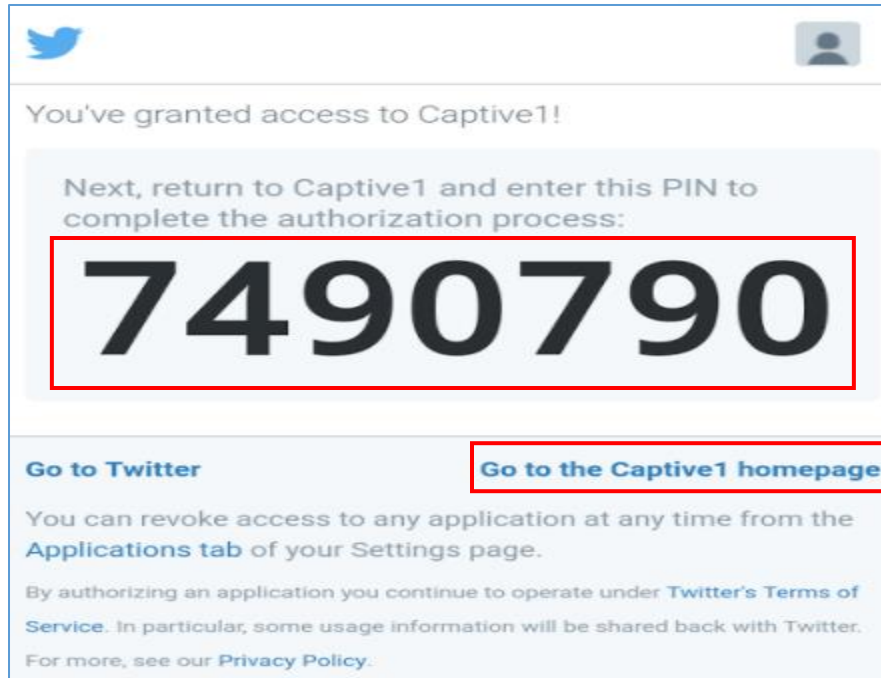 You've granted access to Captive1!
Next, return to Captive1 and enter this PIN to
complete the authorization process:
7490790
Go to Twitter
Go to the Captive1 homepage
You can revoke access to any application at any time from the
Applications tab of your Settings page.
By authorizing an application you continue to operate under Twitter's Terms of
Service. In particular, some usage information will be shared back with Twitter.
For more, see our Privacy Policy.